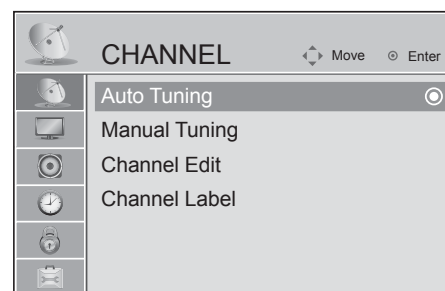 CHANNEL Move Enter
Auto Tuning
Manual Tuning
Channel Edit
Channel Label